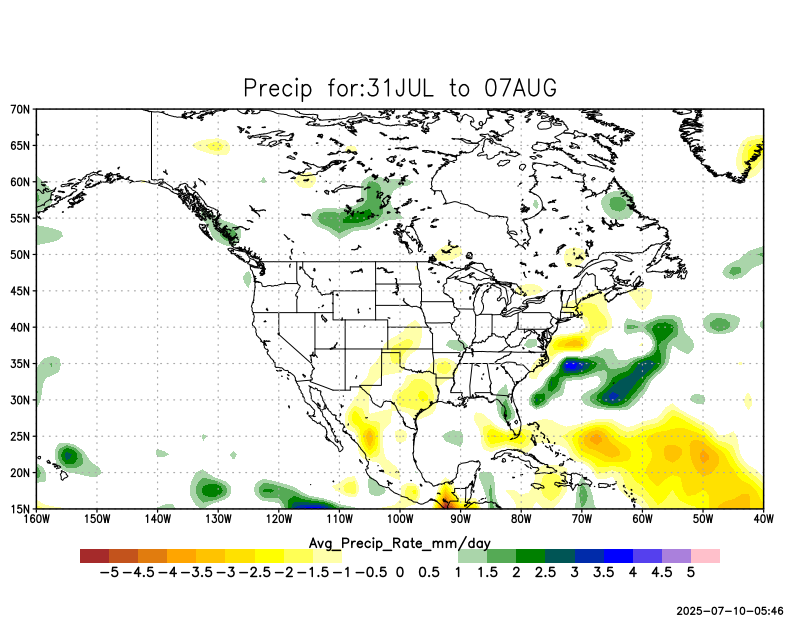 Precip for:31JUL to 07AUG
70N
65N
60N
55N
50N
45N
40N
35N
30N
25N
20N
15N
160W 150W 140W 130W 120W 110W 100W 90W 80W 70W 60W 50W 40W
Avg_Precip_Rate_mm/day
-5 -4.5 -4 -3.5 -3 -2.5 -2 -1.5 -1 -0.5 0 0.5 1 1.5 2 2.5 3 3.5 4 4.5 5
2025-07-10-05:46